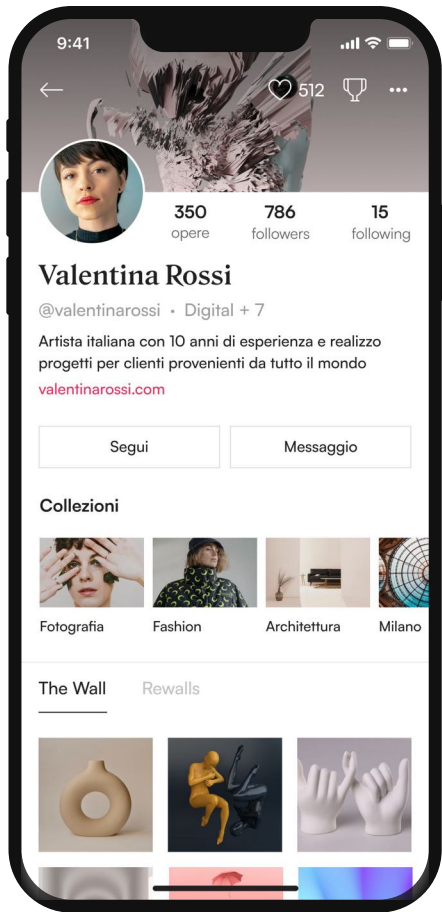 9:41
512
350
786
15
opere
followers
following
Valentina Rossi
@valentinarossi • Digital + 7
Artista italiana con 10 anni di esperienza e realizzo
progetti per clienti provenienti da tutto il mondo
valentinarossi.com
Segui
Messaggio
Collezioni
Fotografia
Fashion
Architettura
Milano
The Wall
Rewalls